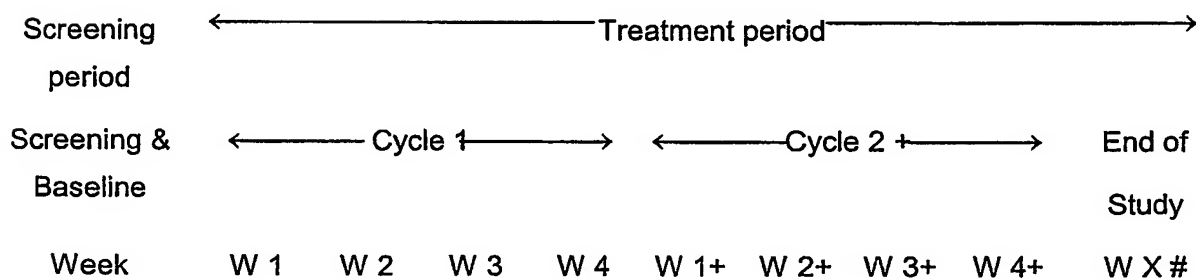 Screening Treatment period
period
Screening & Cycle 1 Cycle 2 + End of
Baseline
Study
Week W 1 W 2 W 3 W 4 W 1+ W 2+ W 3+ W 4+ W X #